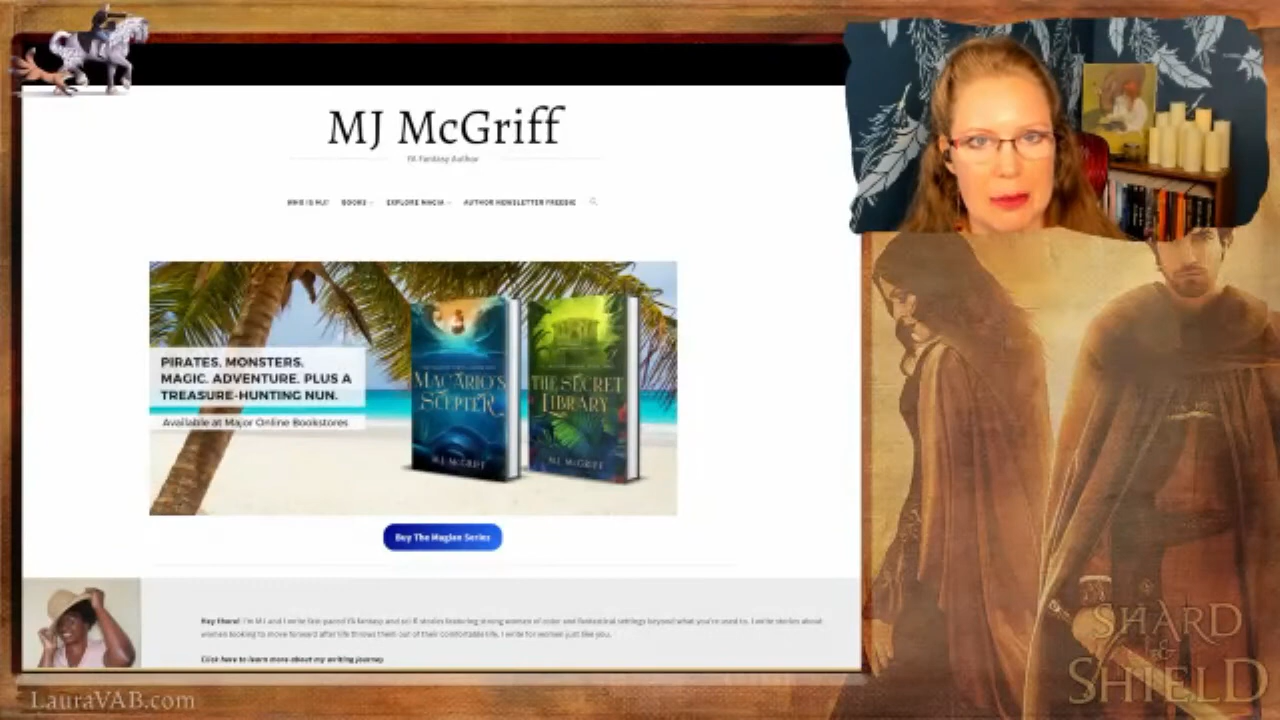 MJ McGriff
YA Fantasy Author
WHO IS MJ?
BOOKS
EXPLORE MAGIA
AUTHOR NEWSLETTER FREEBIE
PIRATES. MONSTERS.
MAGIC. ADVENTURE. PLUS A
TREASURE-HUNTING NUN.
Available at Major Online Bookstores
MACARIO'S
SCEPTER
M.J. MCGRIFF
THE SECRET
LIBRARY
M.J. MCGRIFF
Buy The Magian Series
Hey there! I'm MJ and I write fast-paced YA fantasy and sci-fi stories featuring strong women of color and fantastical settings beyond what you're used to. I write stories about
women looking to move forward after life throws them out of their comfortable life. I write for women just like you.
Click here to learn more about my writing journey
SHARD
&
SHIELD
LauraVAB.com